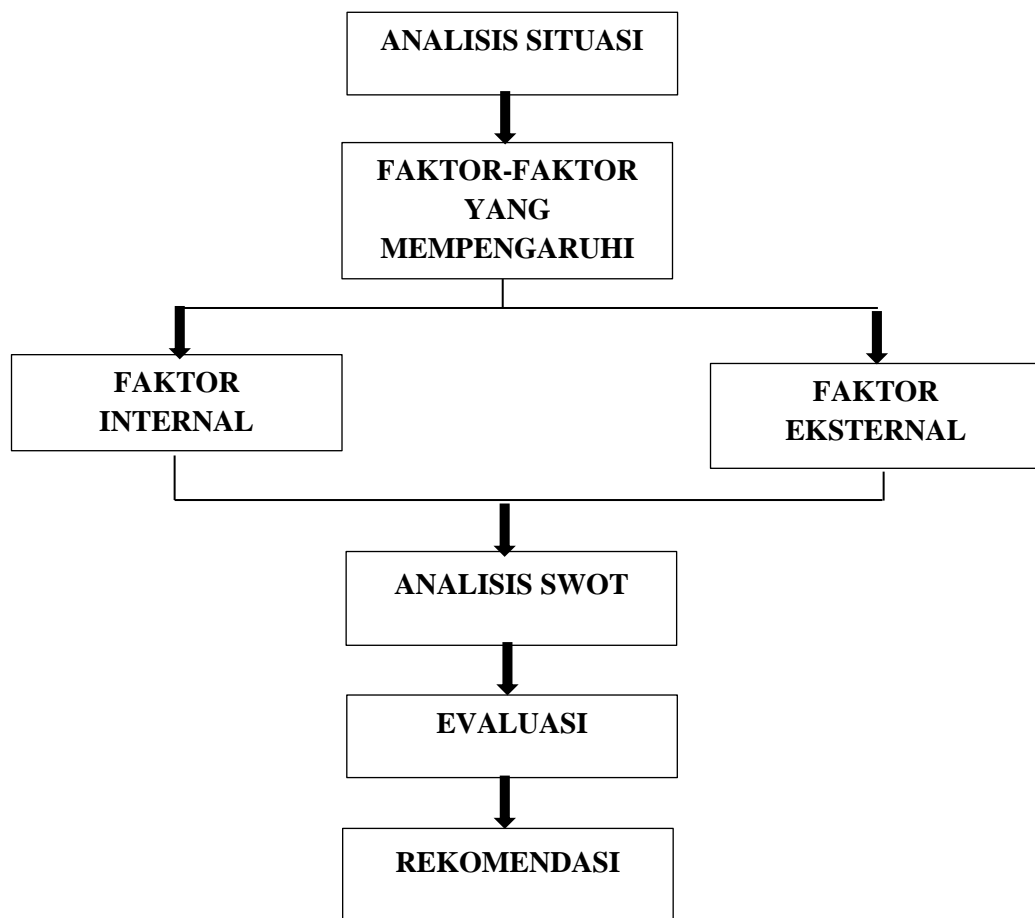 ANALISIS SITUASI
FAKTOR-FAKTOR
YANG
MEMPENGARUHI
FAKTOR
INTERNAL
FAKTOR
EKSTERNAL
ANALISIS SWOT
EVALUASI
REKOMENDASI